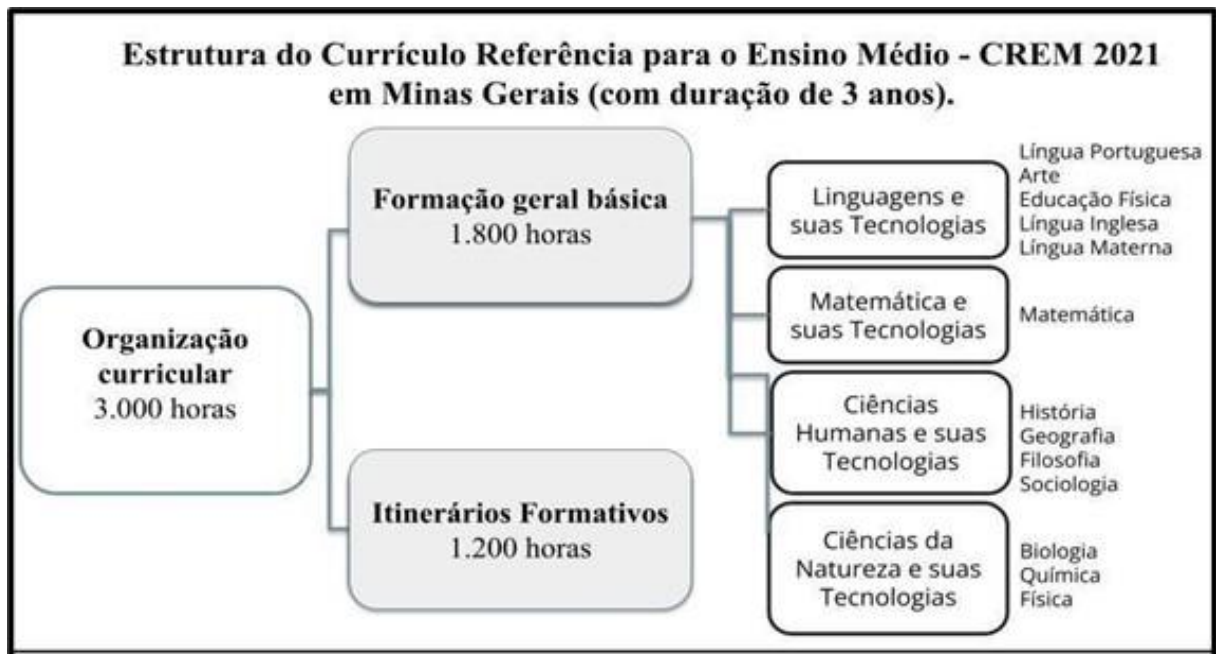 Estrutura do Currículo Referência para o Ensino Médio - CREM 2021
em Minas Gerais (com duração de 3 anos).
Organização
curricular
3.000 horas
Formação geral básica
1.800 horas
Linguagens e
suas Tecnologias
Língua Portuguesa
Arte
Educação Física
Língua Inglesa
Língua Materna
Matemática e
suas Tecnologias
Matemática
Ciências
Humanas e suas
Tecnologias
História
Geografia
Filosofia
Sociologia
Ciências da
Natureza e suas
Tecnologias
Biologia
Química
Física
Itinerários Formativos
1.200 horas